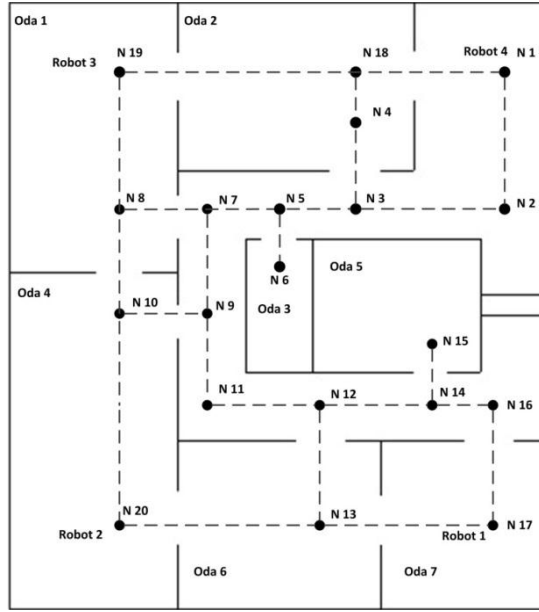 Oda 1
Oda 2
N 19
N 18
Robot 4
N 1
Robot 3
N 4
N 8
N 7
N 5
N 3
N 2
Oda 4
N 6
Oda 5
N 10
N 9
Oda 3
N 15
N 11
N 12
N 14
N 16
N 20
N 13
N 17
Robot 2
Robot 1
Oda 6
Oda 7